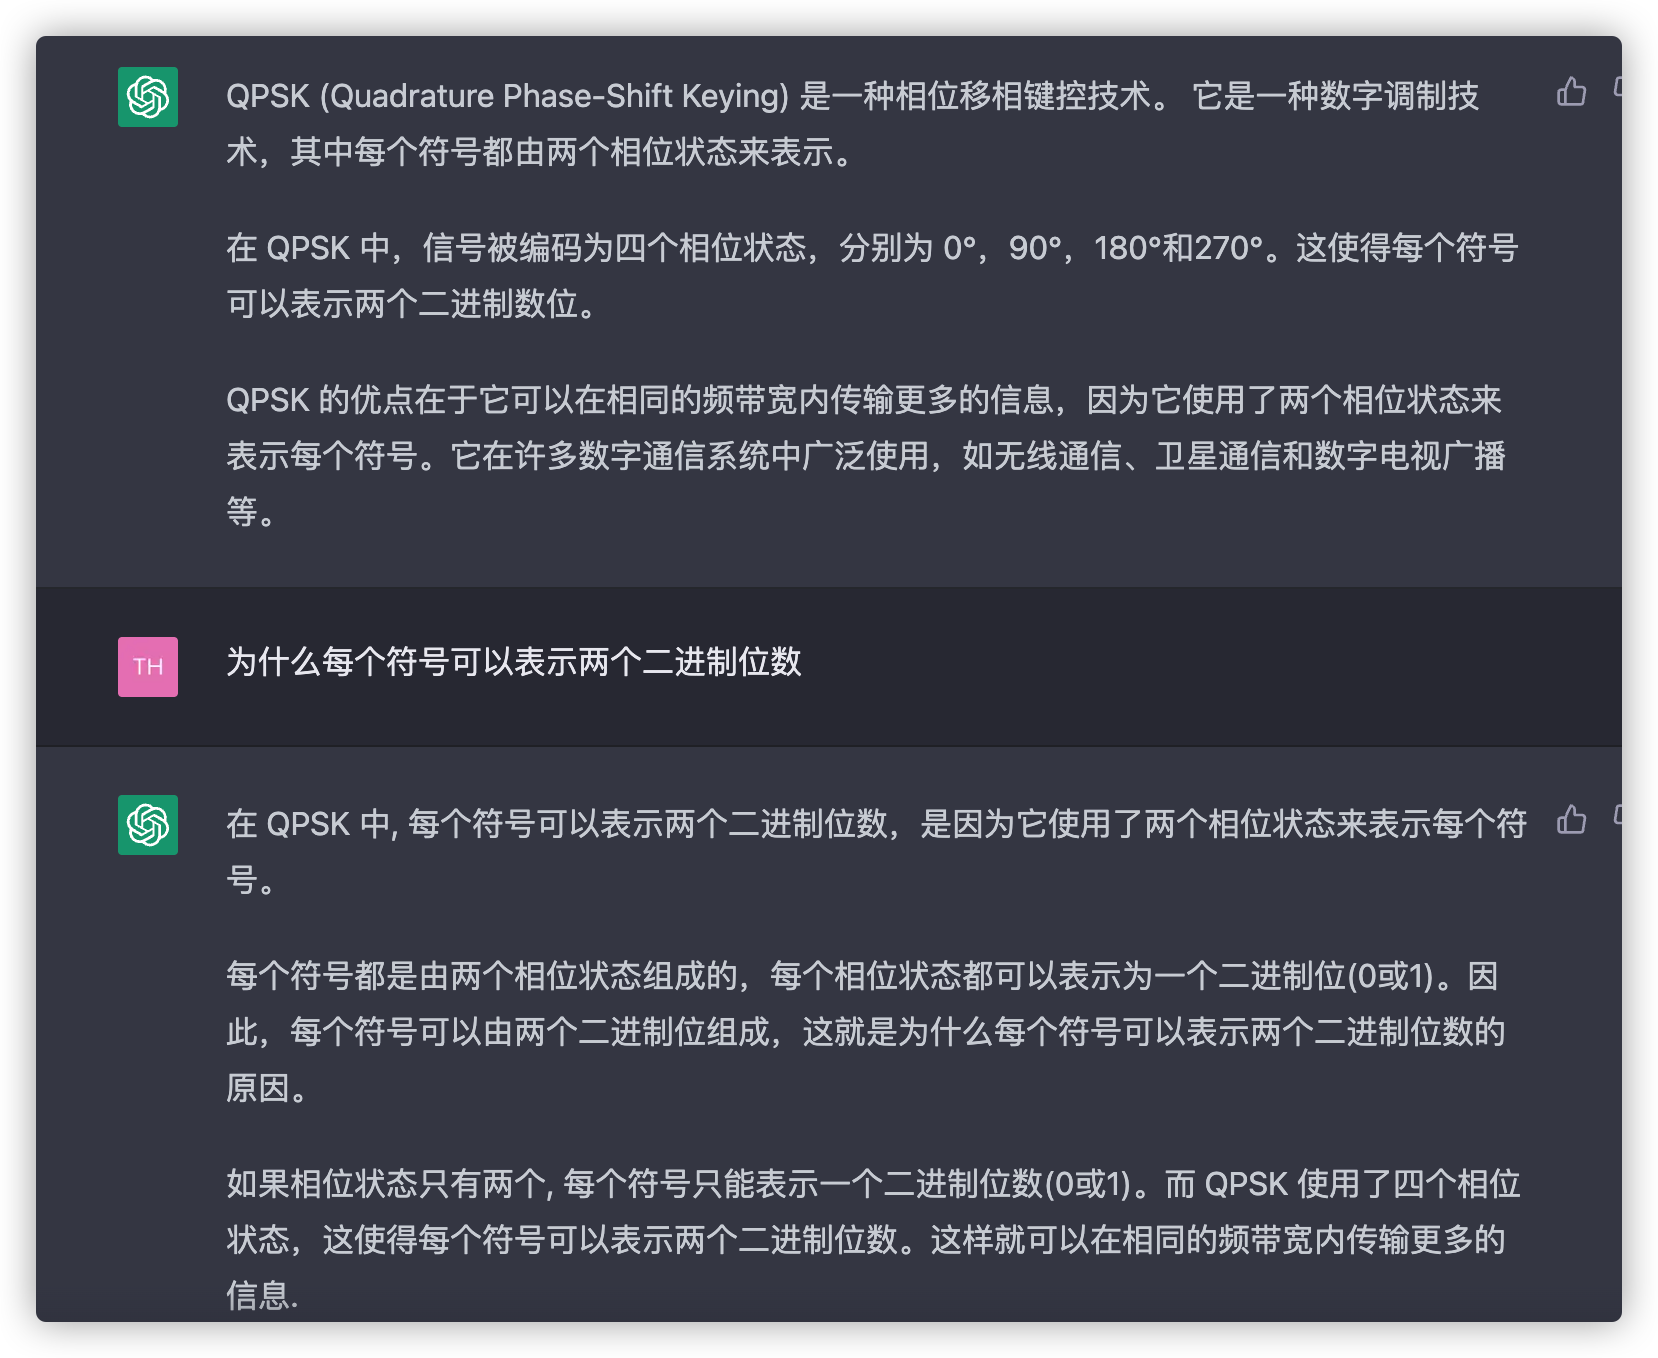 QPSK (Quadrature Phase-Shift Keying) 是一种相位移相键控技术。 它是一种数字调制技
术，其中每个符号都由两个相位状态来表示。
在 QPSK 中，信号被编码为四个相位状态，分别为 0°，90°，180°和270°。这使得每个符号
可以表示两个二进制数位。
QPSK 的优点在于它可以在相同的频带宽内传输更多的信息，因为它使用了两个相位状态来
表示每个符号。它在许多数字通信系统中广泛使用，如无线通信、卫星通信和数字电视广播
等。
TH
为什么每个符号可以表示两个二进制位数
在 QPSK 中, 每个符号可以表示两个二进制位数，是因为它使用了两个相位状态来表示每个符
号。
每个符号都是由两个相位状态组成的，每个相位状态都可以表示为一个二进制位(0或1)。因
此，每个符号可以由两个二进制位组成，这就是为什么每个符号可以表示两个二进制位数的
原因。
如果相位状态只有两个, 每个符号只能表示一个二进制位数(0或1)。而 QPSK 使用了四个相位
状态，这使得每个符号可以表示两个二进制位数。这样就可以在相同的频带宽内传输更多的
信息.